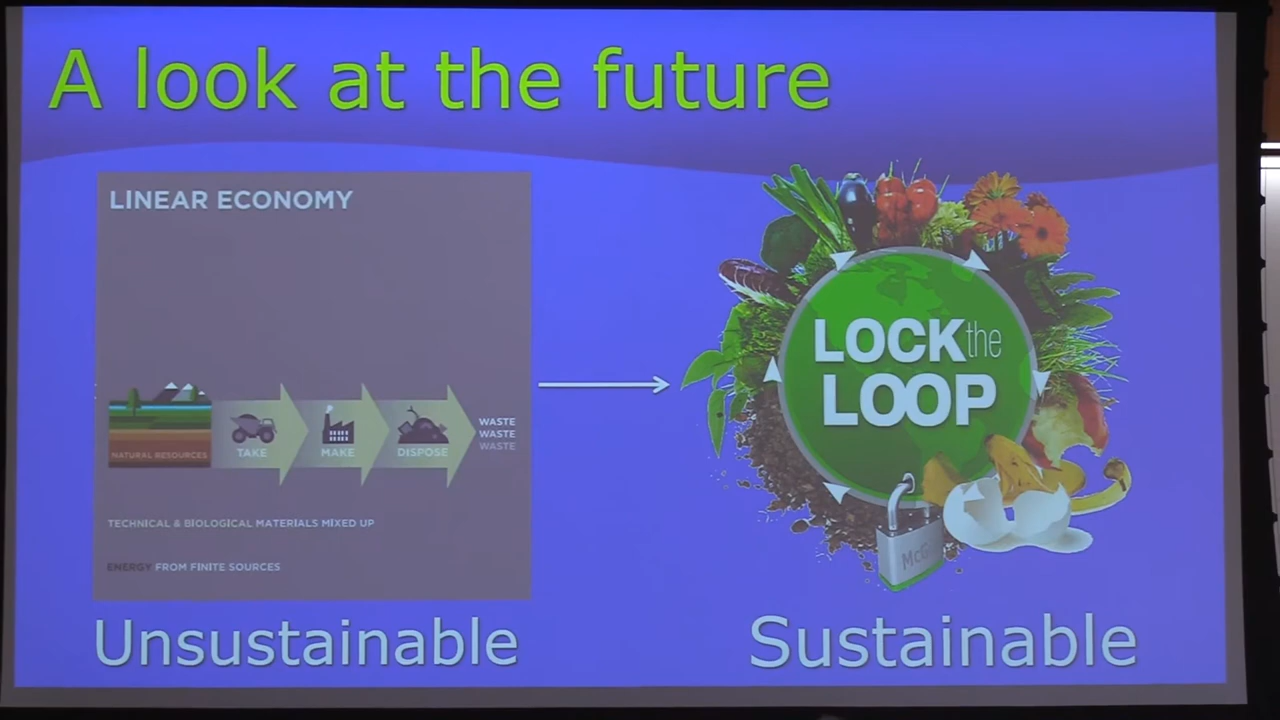 A look at the future
LINEAR ECONOMY
NATURAL RESOURCES
TAKE
MAKE
DISPOSE
WASTE
WASTE
WASTE
TECHNICAL & BIOLOGICAL MATERIALS MIXED UP
ENERGY FROM FINITE SOURCES
LOCK the
LOOP
Unsustainable
Sustainable